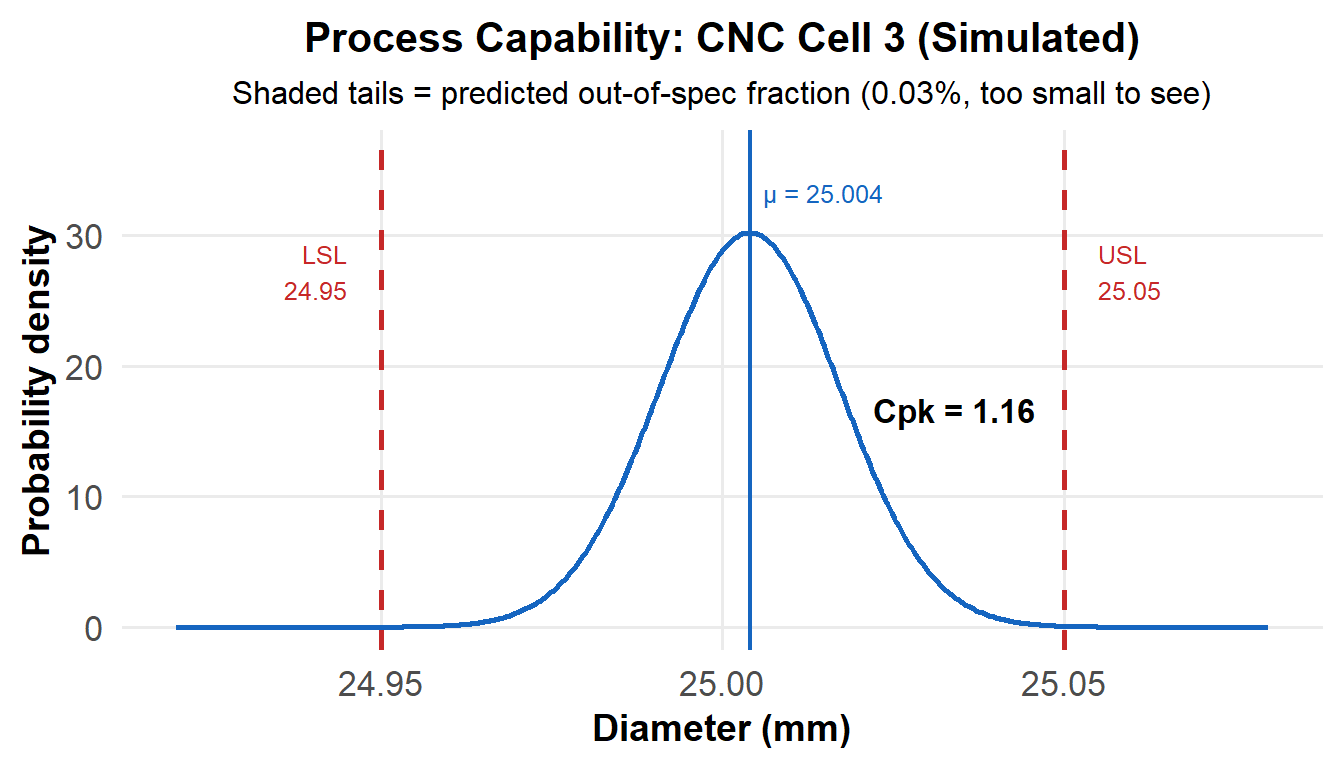 Process Capability: CNC Cell 3 (Simulated)
Shaded tails = predicted out-of-spec fraction (0.03%, too small to see)
μ = 25.004
LSL
24.95
USL
25.05
Cpk = 1.16
Probability density
30
20
10
0
24.95
25.00
25.05
Diameter (mm)